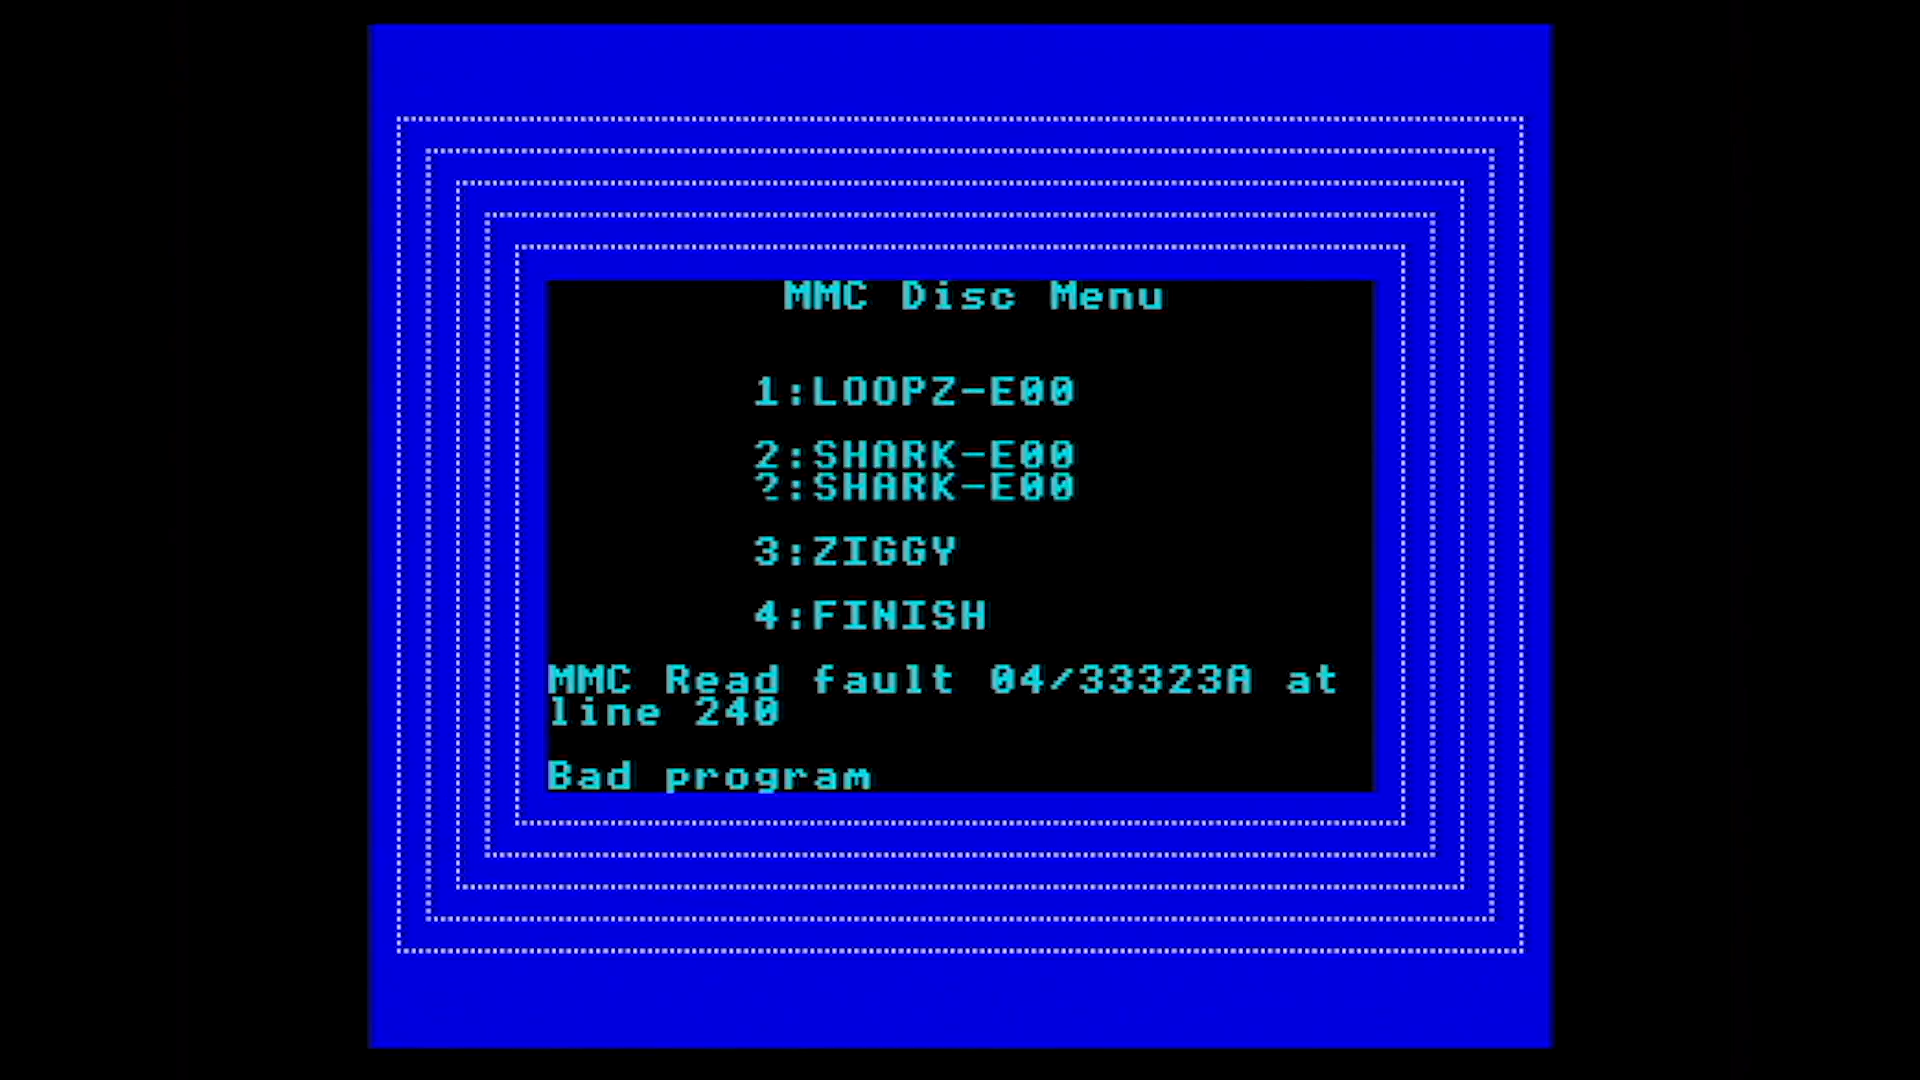 MMC Disc Menu
1:LOOPZ-E00
2:SHARK-E00
?:SHARK-E00
3:ZIGGY
4:FINISH
MMC Read fault 04/33323A at
line 240
Bad program